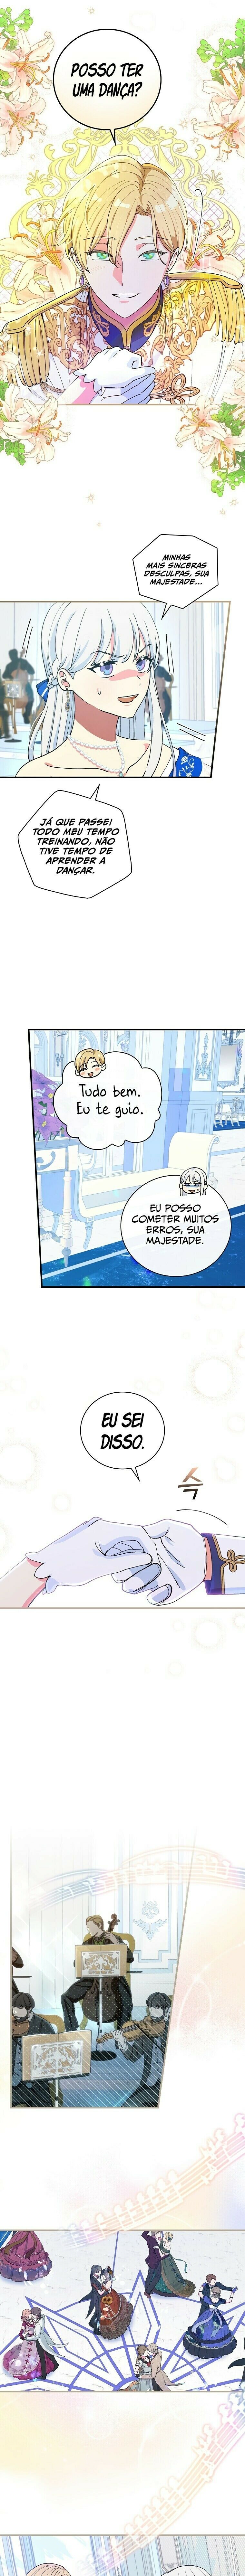 POSSO TER
UMA DANÇA?
MINHAS
MAIS SINCERAS
DESCULPAS, SUA
MAJESTADE...
JÁ QUE PASSEI
TODO MEU TEMPO
TREINANDO, NÃO
TIVE TEMPO DE
APRENDER A
DANÇAR.
Tudo bem.
Eu te guio.
EU POSSO
COMETER MUITOS
ERROS, SUA
MAJESTADE.
EU SEI
DISSO.
스윽